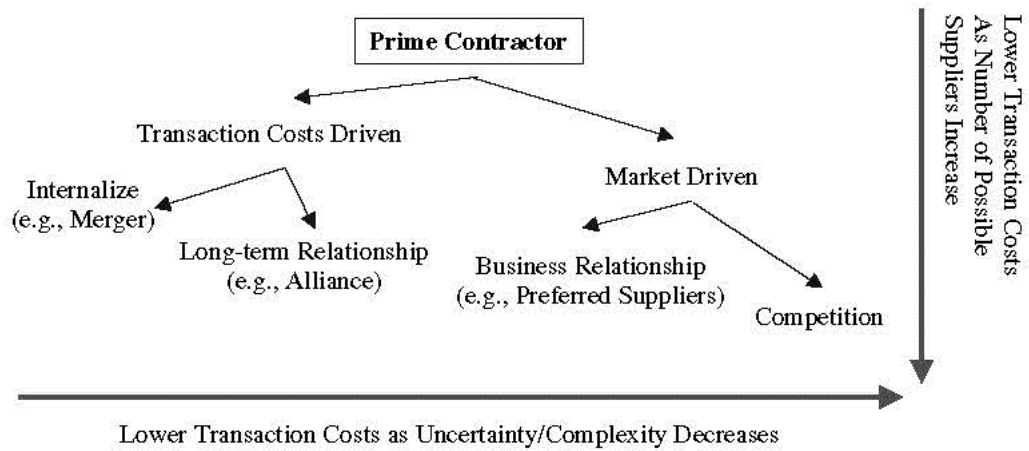 Prime Contractor
Transaction Costs Driven
Market Driven
Internalize
(e.g., Merger)
Long-term Relationship
(e.g., Alliance)
Business Relationship
(e.g., Preferred Suppliers)
Competition
Lower Transaction Costs
As Number of Possible
Suppliers Increase
Lower Transaction Costs as Uncertainty/Complexity Decreases